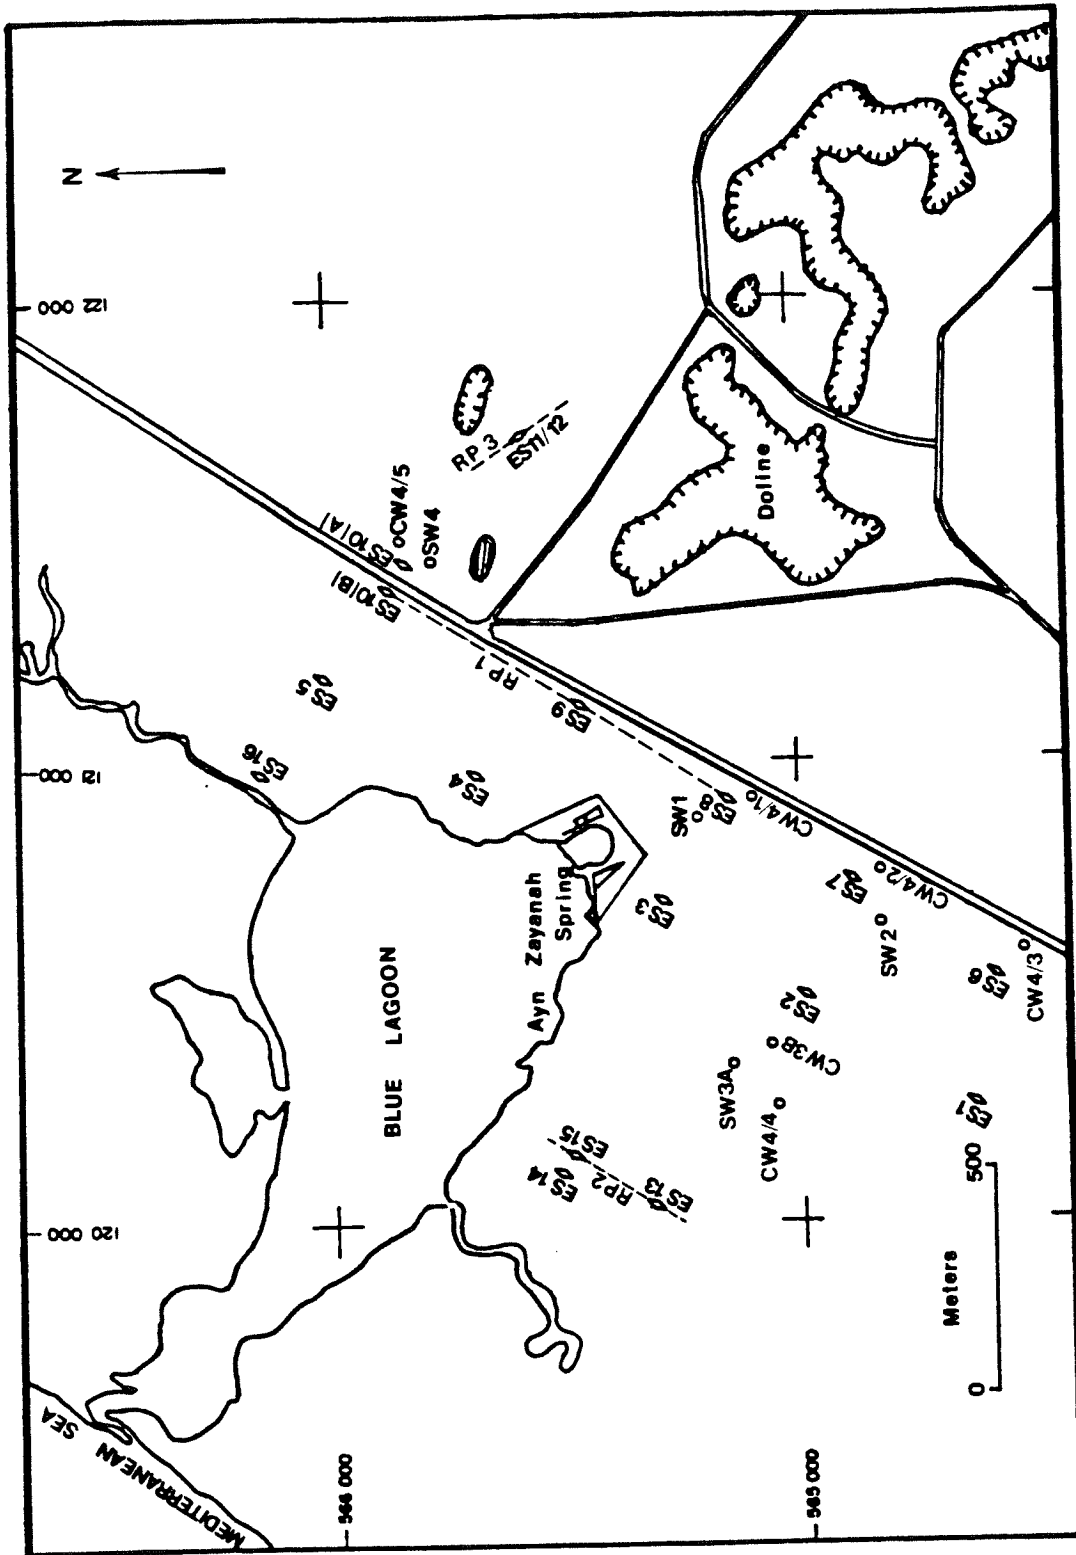 N
122 000
121 000
120 000
566 000
565 000
MEDITERRANEAN
SEA
BLUE LAGOON
Ayn Zayanah
Spring
Doline
RP 3
ES11/12
ES10(A)
ES10(B)
CW4/5
SW4
RP1
ES5
ES16
ES4
ES9
ES8
SW1
CW4/1
ES3
ES7
CW4/2
SW2
ES6
CW4/3
ES2
CW3B
SW3A
CW4/4
ES1
ES15
ES14
RP2
ES13
Meters
0 500